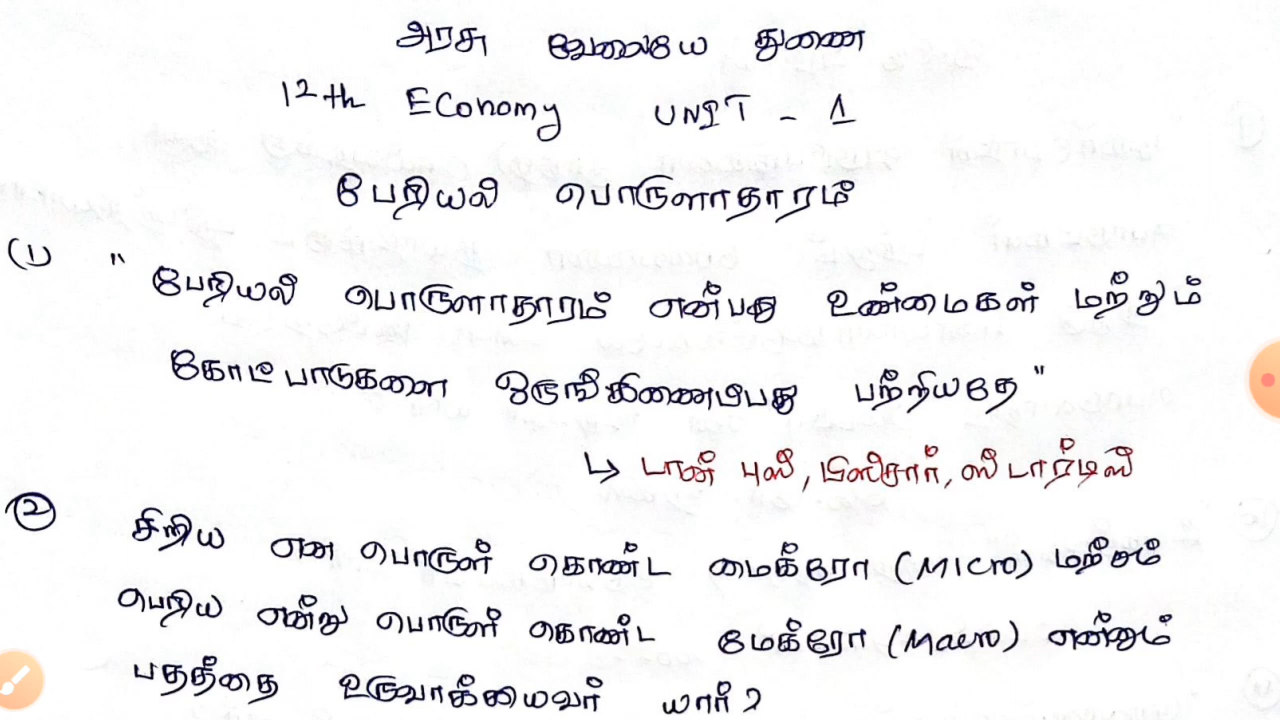 அரசு வேலையே துணை
12th Economy UNIT - 1
பேரியல் பொருளாதாரம்
(1) " பேரியல் பொருளாதாரம் என்பது உண்மைகள் மற்றும்
கோட்பாடுகளை ஒருங்கிணைப்பது பற்றியதே "
↳ டான் புஸ், பிஸ்சர், ஸ்டார்டஸ்
(2) சிறிய என பொருள் கொண்ட மைக்ரோ (Micro) மற்றும்
பெரிய என்று பொருள் கொண்ட மேக்ரோ (Macro) என்னும்
பதத்தை உருவாக்கியவர் யார் ?